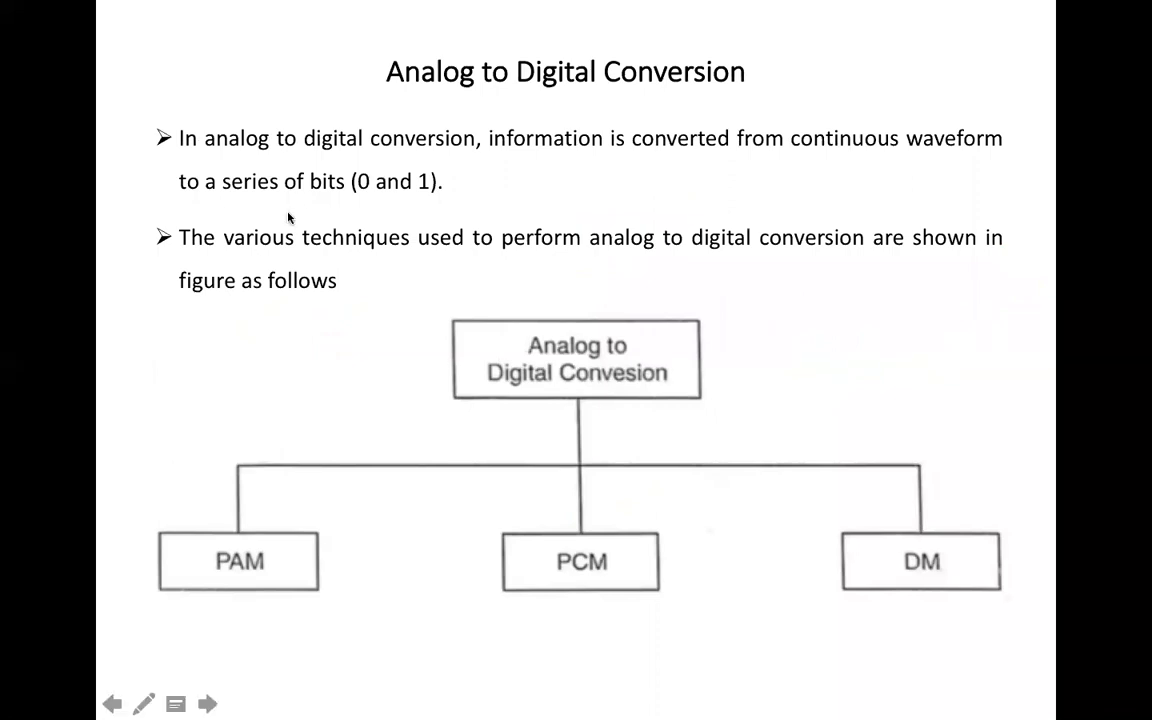 Analog to Digital Conversion
In analog to digital conversion, information is converted from continuous waveform
to a series of bits (0 and 1).
The various techniques used to perform analog to digital conversion are shown in
figure as follows
Analog to
Digital Convesion
PAM
PCM
DM